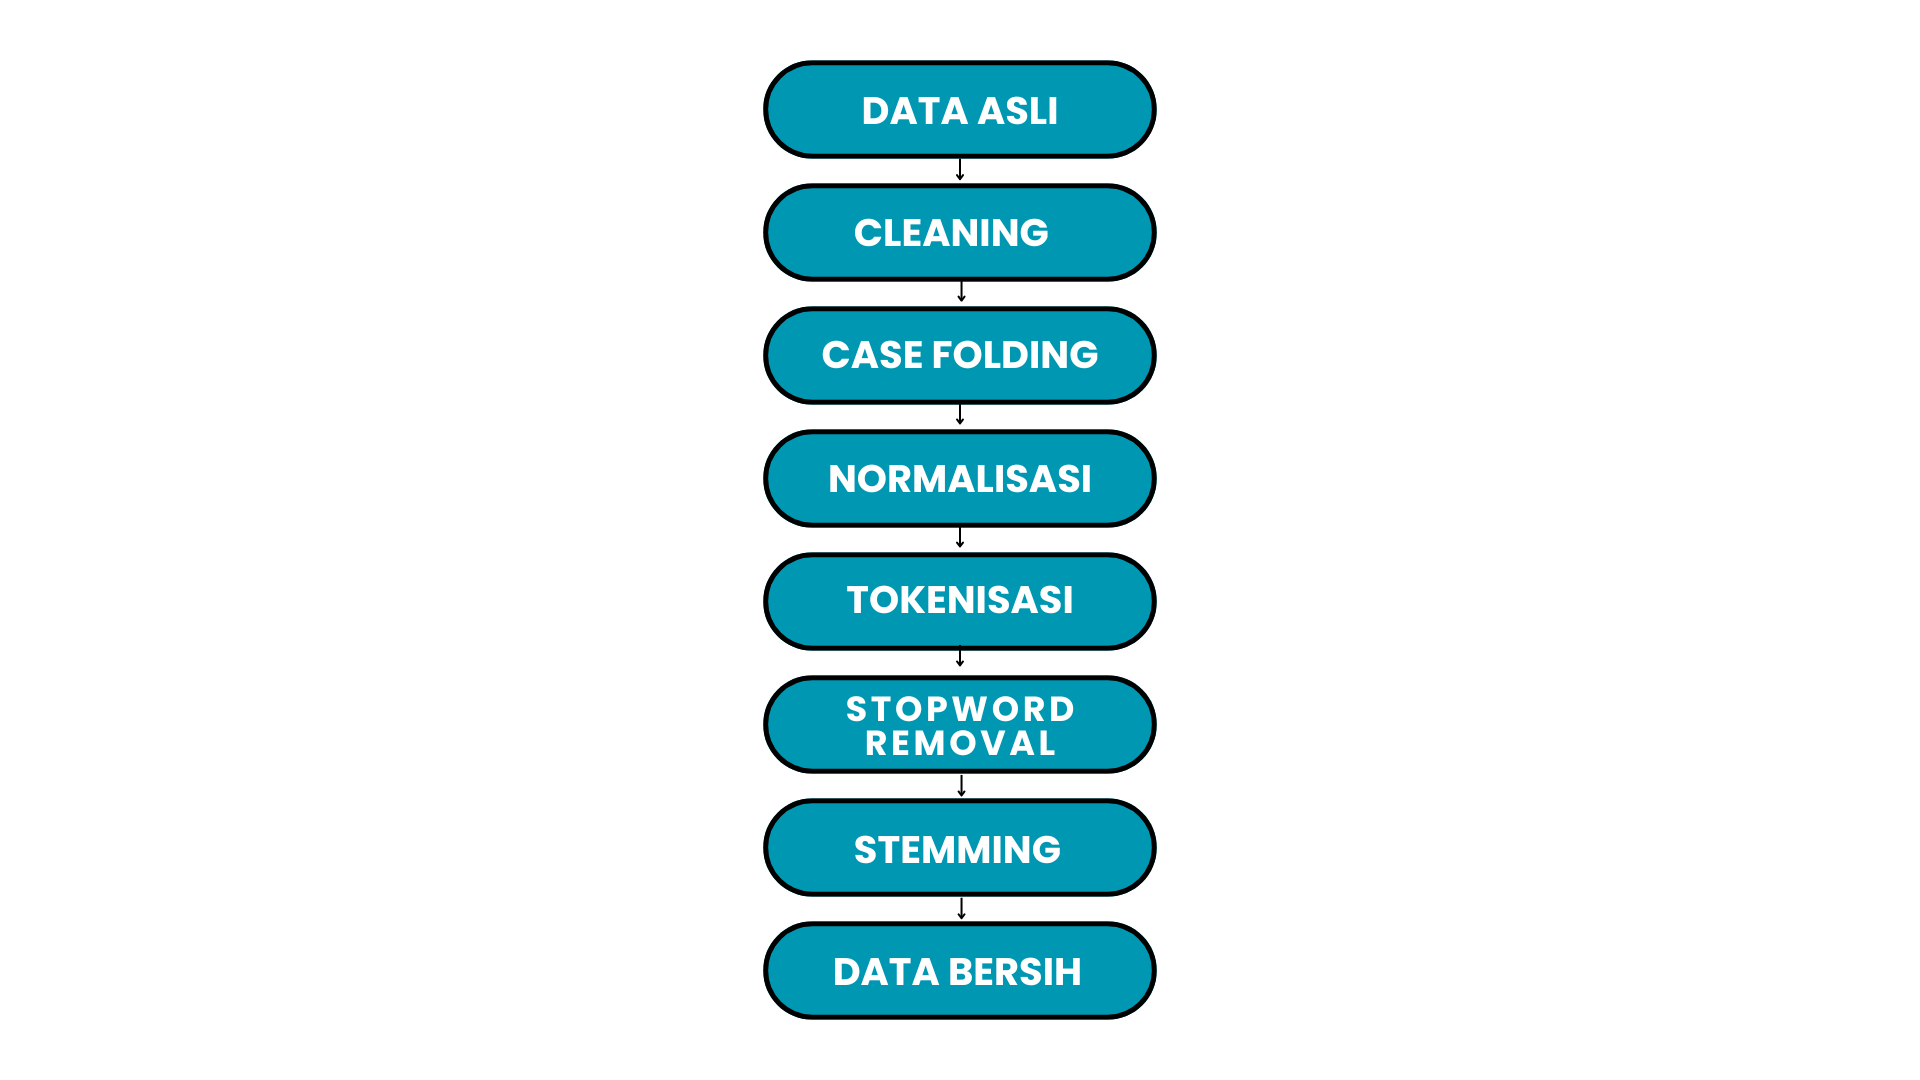 DATA ASLI
CLEANING
CASE FOLDING
NORMALISASI
TOKENISASI
STOPWORD
REMOVAL
STEMMING
DATA BERSIH